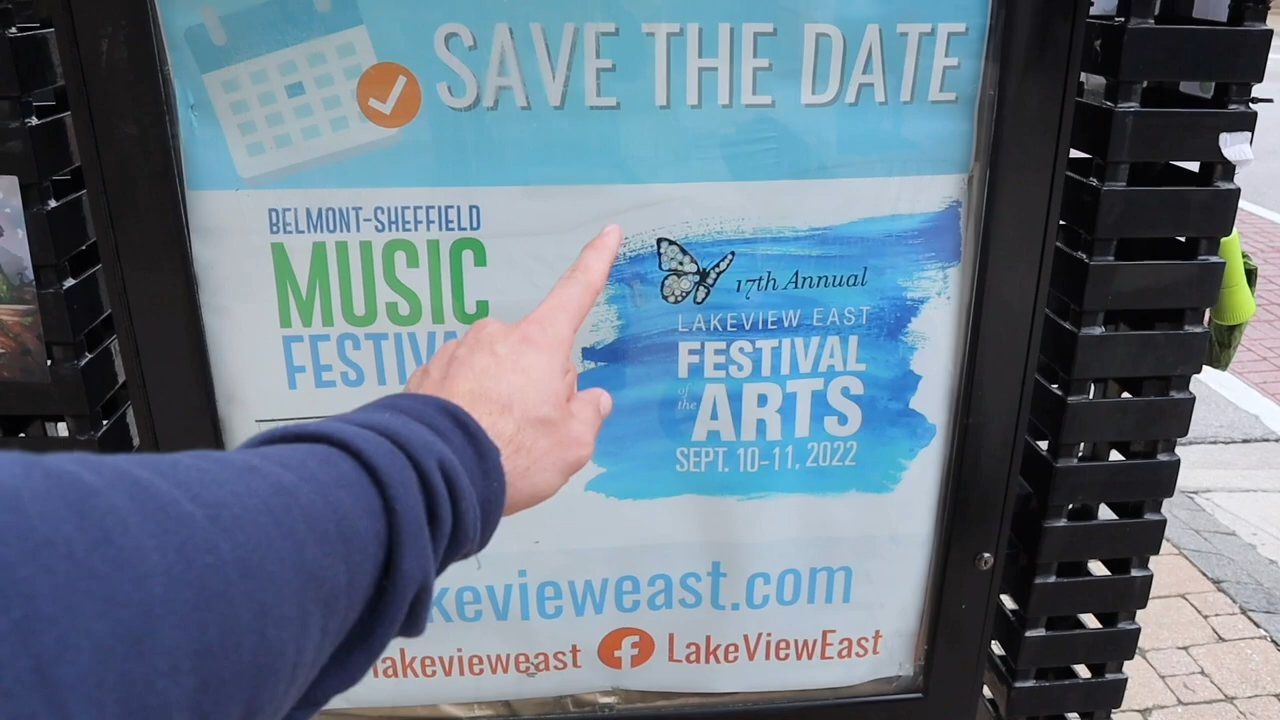 SAVE THE DATE
BELMONT-SHEFFIELD
MUSIC
17th Annual
LAKEVIEW EAST
FESTIVAL
of the
ARTS
SEPT. 10-11, 2022
kevieweast.com
lakevieweast
f LakeViewEast